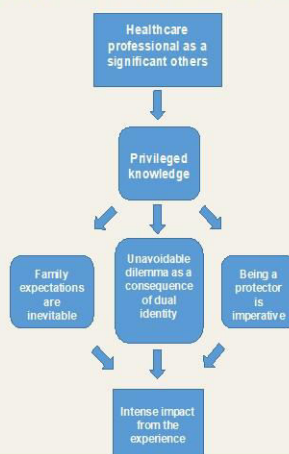 Healthcare
professional as a
significant others
Privileged
knowledge
Family
expectations
are
inevitable
Unavoidable
dilemma as a
consequence
of dual
identity
Being a
protector
is
imperative
Intense impact
from the
experience